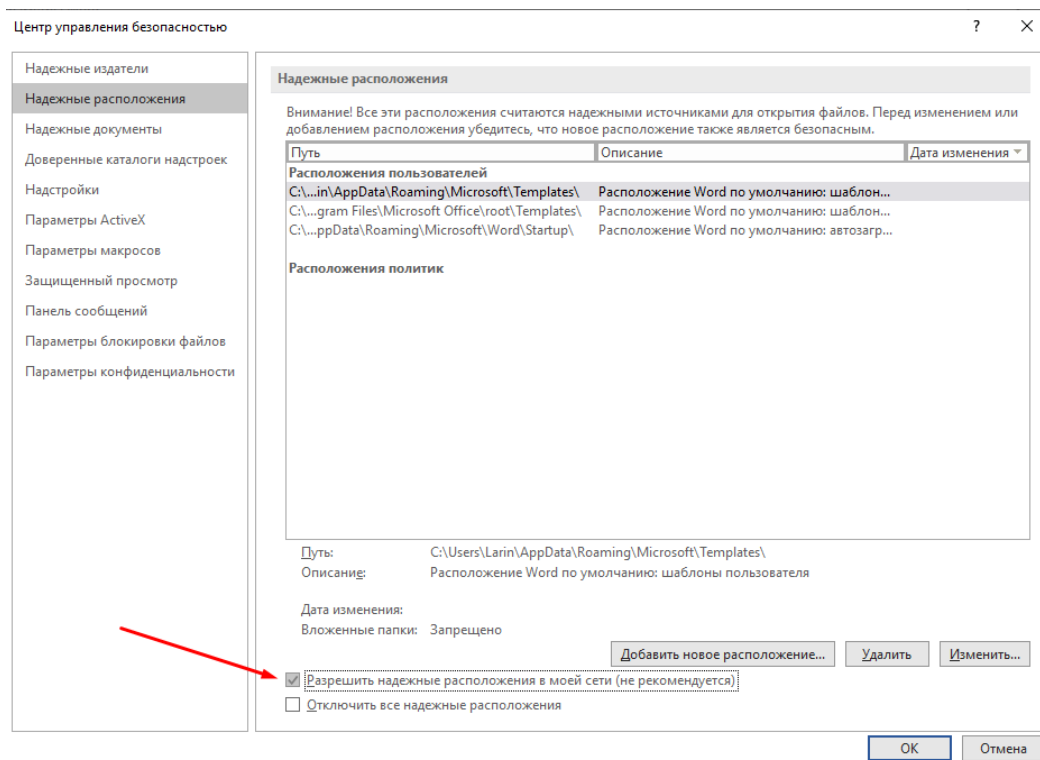 Центр управления безопасностью
?
Надежные издатели
Надежные расположения
Надежные документы
Доверенные каталоги надстроек
Надстройки
Параметры ActiveX
Параметры макросов
Защищенный просмотр
Панель сообщений
Параметры блокировки файлов
Параметры конфиденциальности
Надежные расположения
Внимание! Все эти расположения считаются надежными источниками для открытия файлов. Перед изменением или
добавлением расположения убедитесь, что новое расположение также является безопасным.
Путь Описание Дата изменения
Расположения пользователей
C:\...in\AppData\Roaming\Microsoft\Templates\ Расположение Word по умолчанию: шаблон...
C:\...gram Files\Microsoft Office\root\Templates\ Расположение Word по умолчанию: шаблон...
C:\...ppData\Roaming\Microsoft\Word\Startup\ Расположение Word по умолчанию: автозагр...
Расположения политик
Путь: C:\Users\Larin\AppData\Roaming\Microsoft\Templates\
Описание: Расположение Word по умолчанию: шаблоны пользователя
Дата изменения:
Вложенные папки: Запрещено
Добавить новое расположение... Удалить Изменить...
Разрешить надежные расположения в моей сети (не рекомендуется)
Отключить все надежные расположения
ОК Отмена